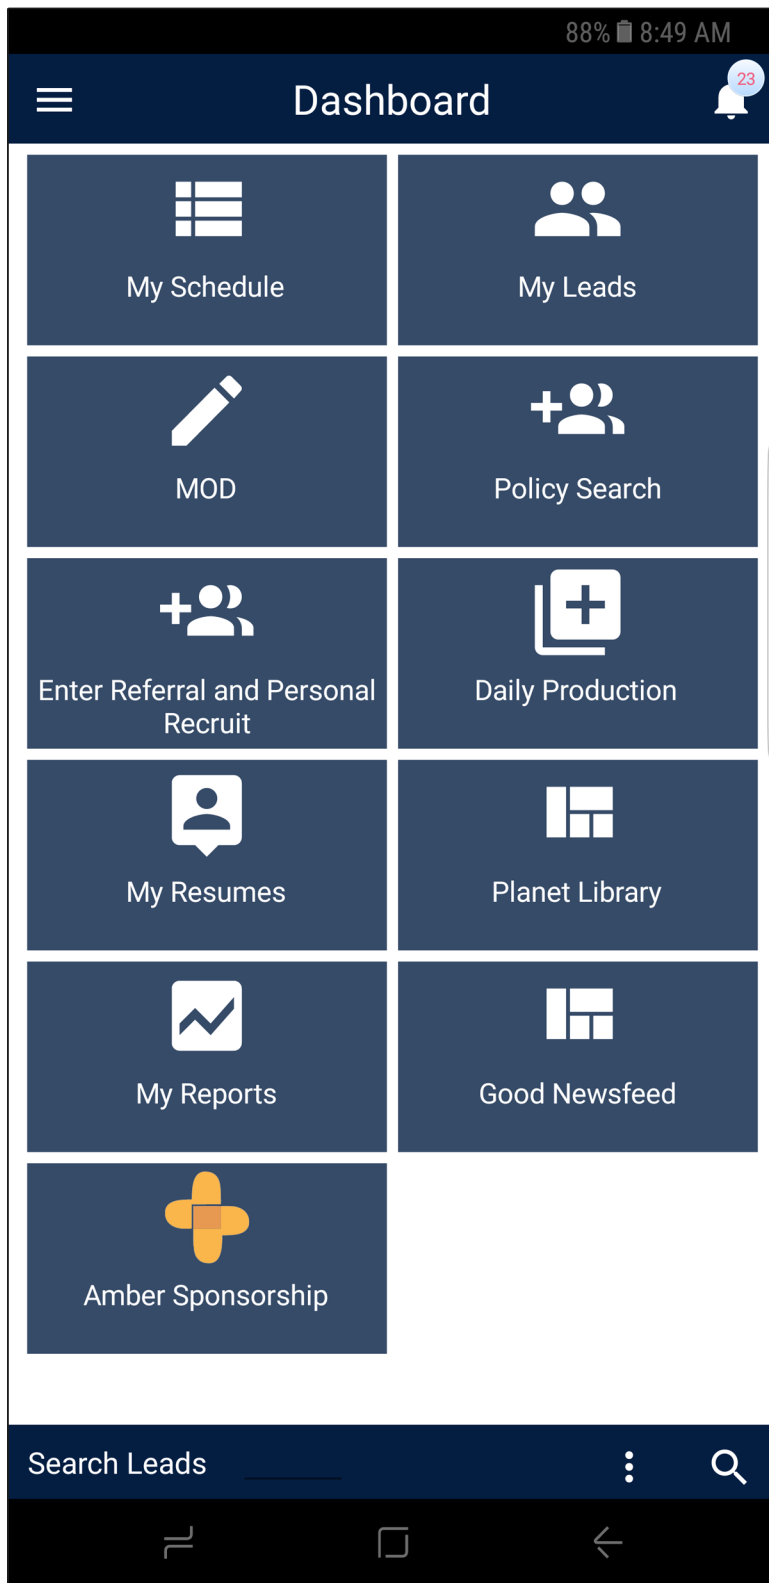 88% 8:49 AM
Dashboard
23
My Schedule
My Leads
MOD
Policy Search
Enter Referral and Personal
Recruit
Daily Production
My Resumes
Planet Library
My Reports
Good Newsfeed
Amber Sponsorship
Search Leads